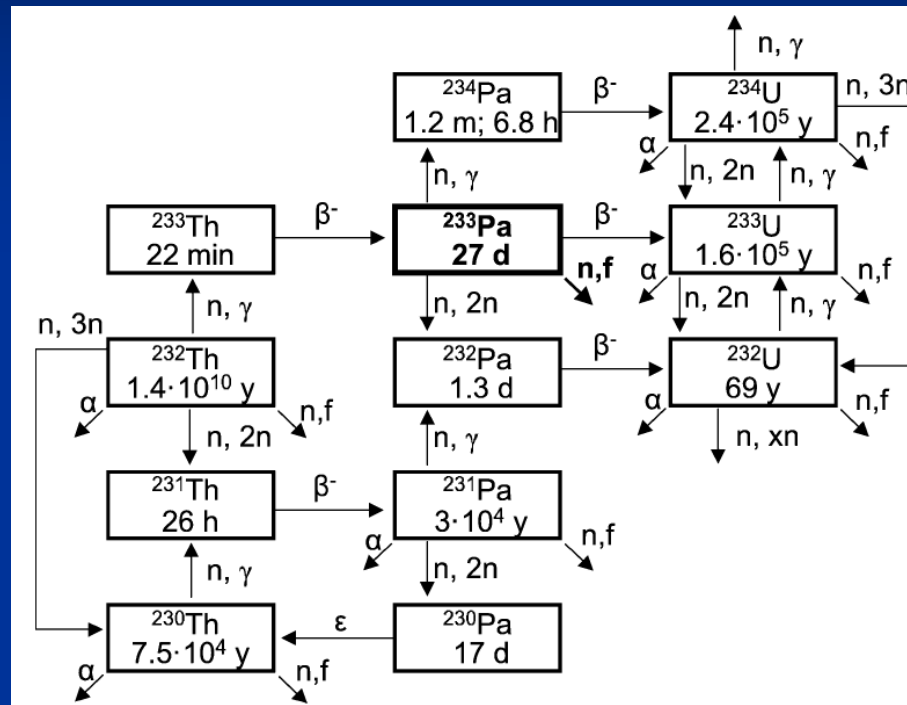 n, γ
²³⁴Pa
1.2 m; 6.8 h
β⁻
²³⁴U
2.4·10⁵ y
n, 3n
α
n,f
n, γ
n, 2n
n, γ
²³³Th
22 min
β⁻
²³³Pa
27 d
β⁻
²³³U
1.6·10⁵ y
n,f
α
n,f
n, γ
n, 2n
n, 2n
n, γ
n, 3n
²³²Th
1.4·10¹⁰ y
²³²Pa
1.3 d
β⁻
²³²U
69 y
α
n,f
α
n,f
n, 2n
n, γ
n, xn
²³¹Th
26 h
β⁻
²³¹Pa
3·10⁴ y
α
n,f
n, γ
n, 2n
²³⁰Th
7.5·10⁴ y
ε
²³⁰Pa
17 d
α
n,f